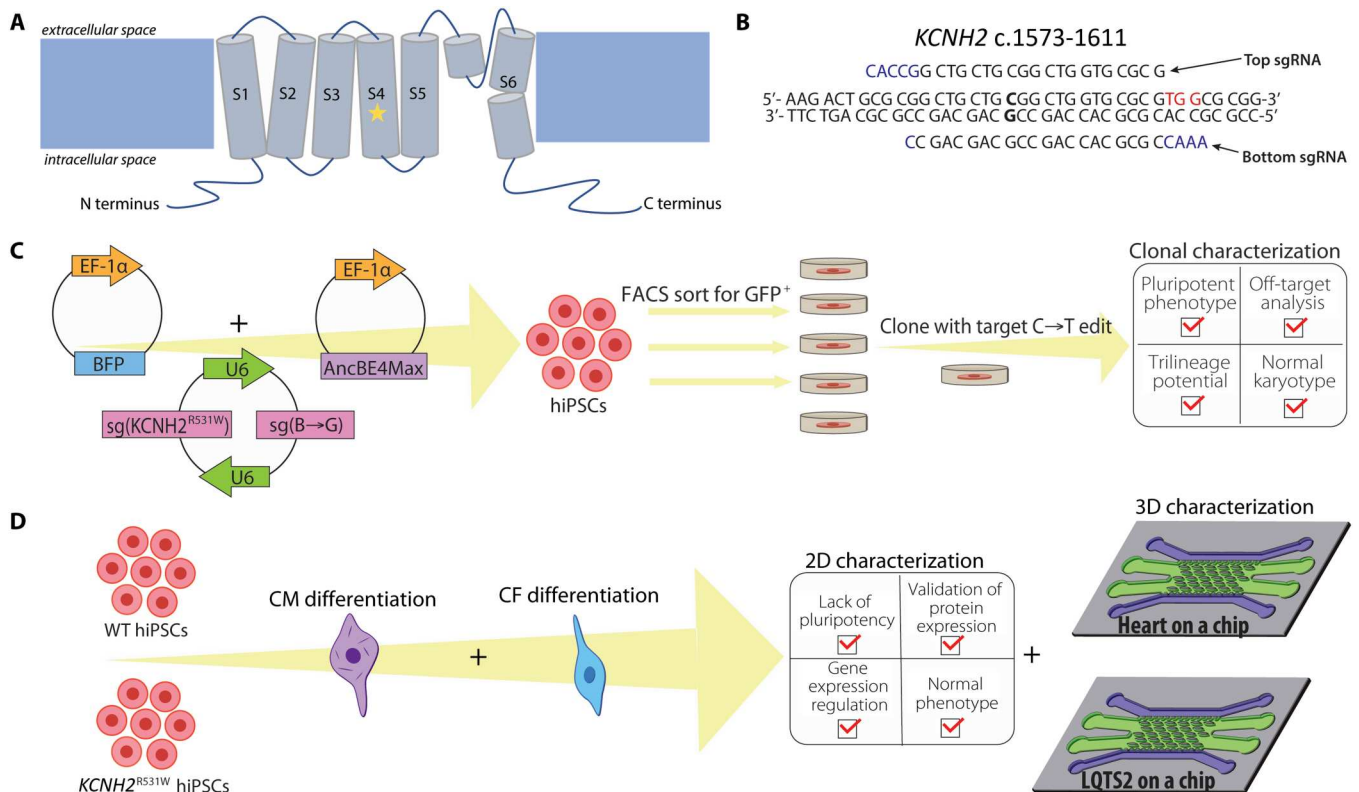 A
extracellular space
S1
S2
S3
S4
S5
S6
intracellular space
N terminus
C terminus
B
KCNH2 c.1573-1611
CACCGG CTG CTG CGG CTG GTG CGC G
Top sgRNA
5’- AAG ACT GCG CGG CTG CTG CGG CTG GTG CGC GTG GCG CGG-3’
3’- TTC TGA CGC GCC GAC GAC GCC GAC CAC GCG CAC CGC GCC-5’
CC GAC GAC GCC GAC CAC GCG CCAAA
Bottom sgRNA
C
EF-1α
BFP
+
EF-1α
AncBE4Max
U6
sg(KCNH2R531W)
sg(B→G)
U6
hiPSCs
FACS sort for GFP+
Clone with target C→T edit
Clonal characterization
Pluripotent
phenotype
Off-target
analysis
Trilineage
potential
Normal
karyotype
D
WT hiPSCs
KCNH2R531W hiPSCs
CM differentiation
+
CF differentiation
2D characterization
Lack of
pluripotency
Validation of
protein
expression
Gene
expression
regulation
Normal
phenotype
+
3D characterization
Heart on a chip
LQTS2 on a chip